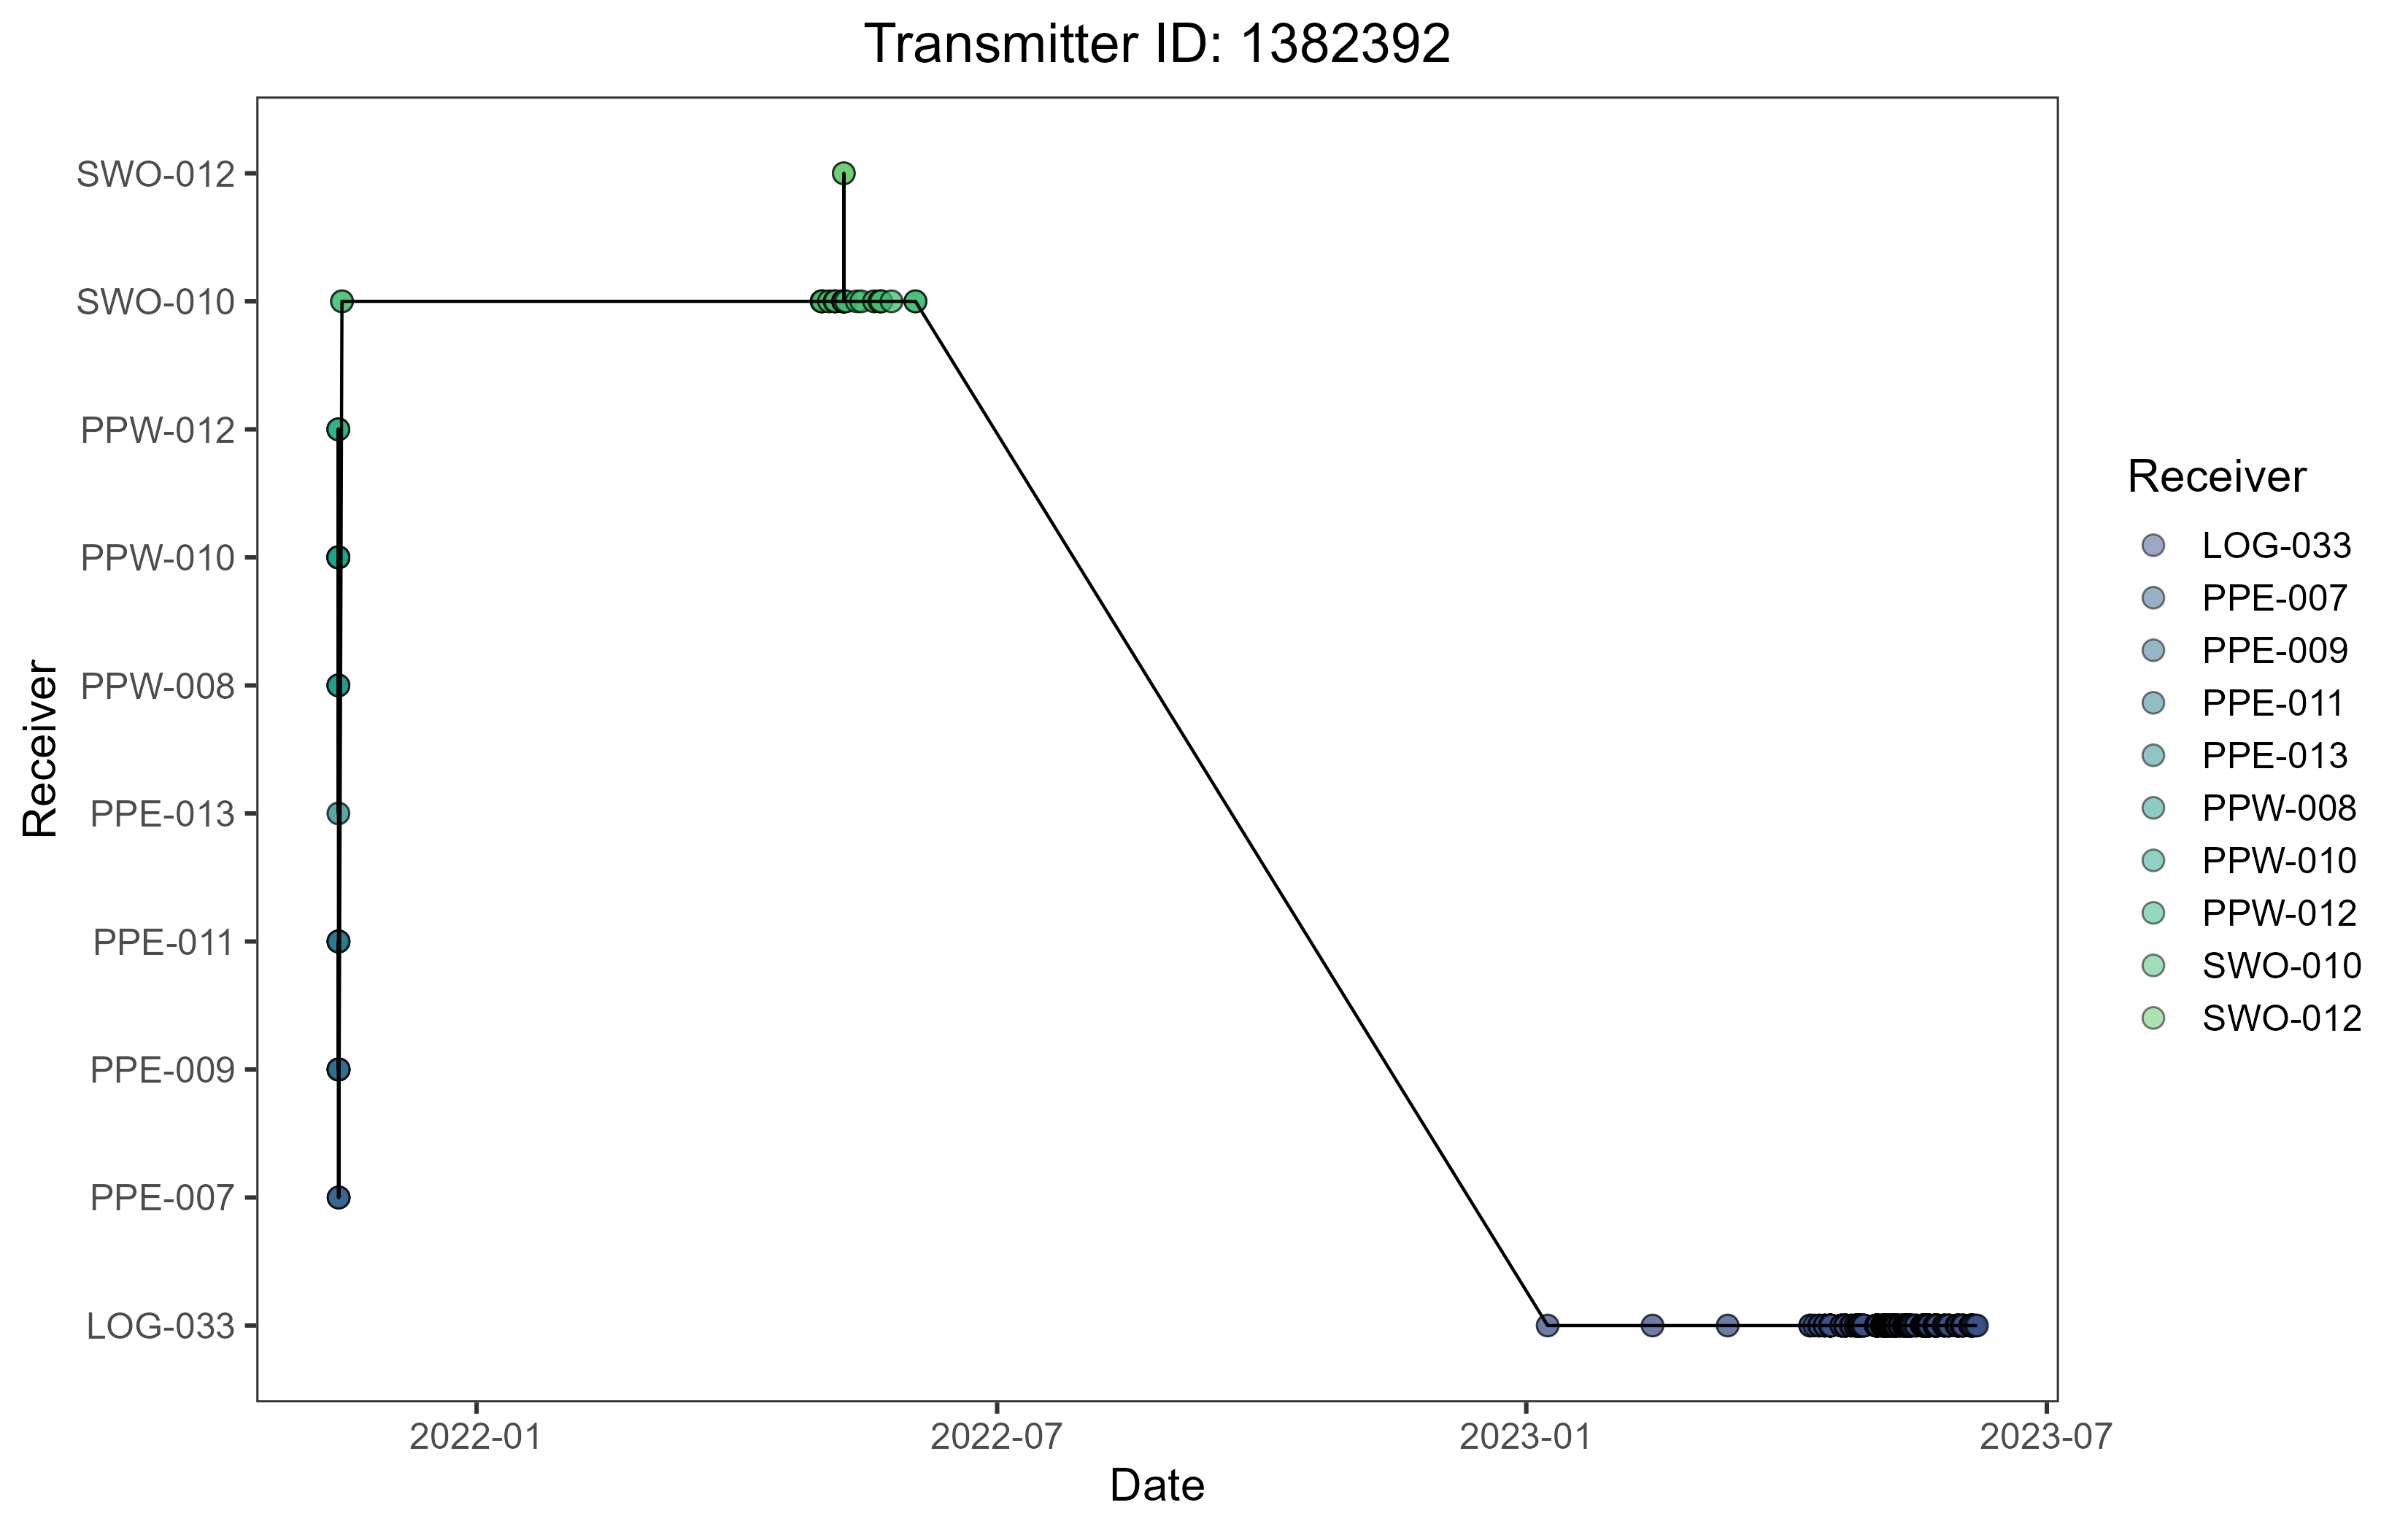 Transmitter ID: 1382392
Receiver
SWO-012
SWO-010
PPW-012
PPW-010
PPW-008
PPE-013
PPE-011
PPE-009
PPE-007
LOG-033
2022-01
2022-07
2023-01
2023-07
Date
Receiver
LOG-033
PPE-007
PPE-009
PPE-011
PPE-013
PPW-008
PPW-010
PPW-012
SWO-010
SWO-012